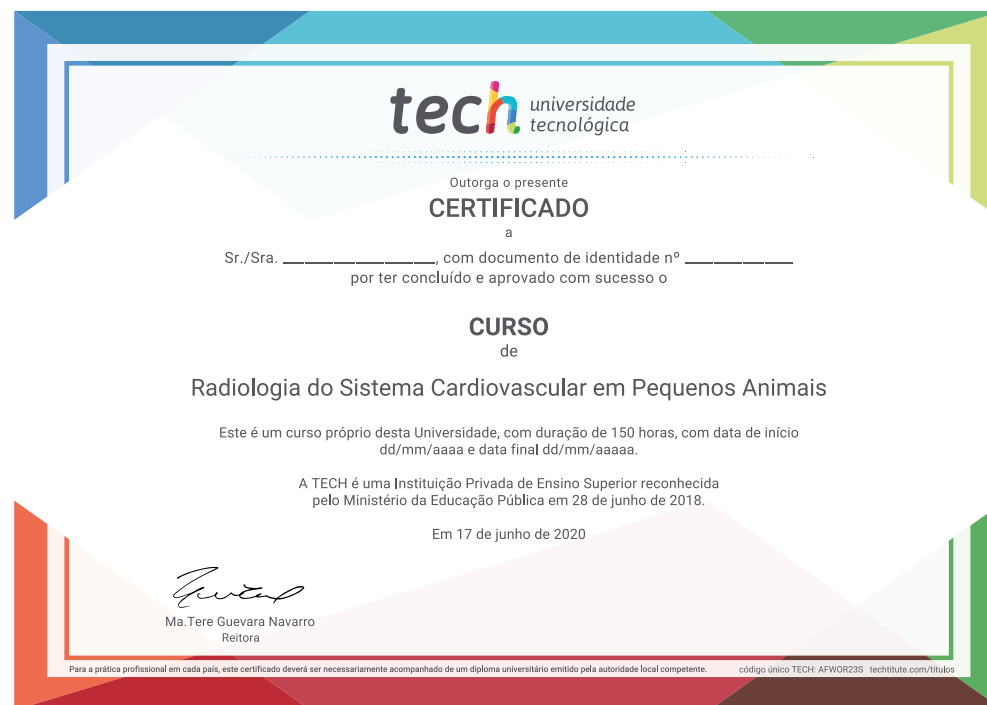 tech universidade
tecnológica
Outorga o presente
CERTIFICADO
a
Sr./Sra. ____________________, com documento de identidade nº ______________
por ter concluído e aprovado com sucesso o
CURSO
de
Radiologia do Sistema Cardiovascular em Pequenos Animais
Este é um curso próprio desta Universidade, com duração de 150 horas, com data de início
dd/mm/aaaa e data final dd/mm/aaaaa.
A TECH é uma Instituição Privada de Ensino Superior reconhecida
pelo Ministério da Educação Pública em 28 de junho de 2018.
Em 17 de junho de 2020
Ma.Tere Guevara Navarro
Reitora
Para a prática profissional em cada país, este certificado deverá ser necessariamente acompanhado de um diploma universitário emitido pela autoridade local competente. código único TECH: AFWOR23S techtitute.com/titulos